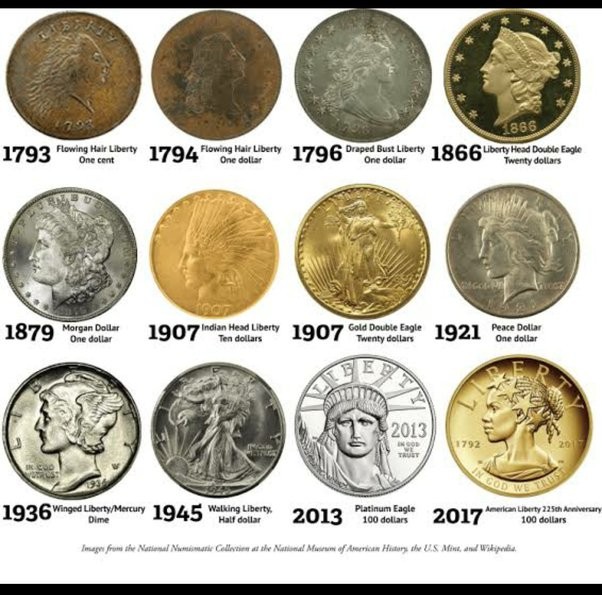 LIBERTY
1793
1796
1866
PLURIBUS
1907
LIBERTY
IN GOD WE TRUST
1936
LIBERTY
2013
IN GOD
WE
TRUST
LIBERTY
1792
2017
IN GOD WE TRUST
1793 Flowing Hair Liberty
One cent
1794 Flowing Hair Liberty
One dollar
1796 Draped Bust Liberty
One dollar
1866 Liberty Head Double Eagle
Twenty dollars
1879 Morgan Dollar
One dollar
1907 Indian Head Liberty
Ten dollars
1907 Gold Double Eagle
Twenty dollars
1921 Peace Dollar
One dollar
1936 Winged Liberty/Mercury
Dime
1945 Walking Liberty,
Half dollar
2013 Platinum Eagle
100 dollars
2017 American Liberty 225th Anniversary
100 dollars
Images from the National Numismatic Collection at the National Museum of American History, the U.S. Mint, and Wikipedia.